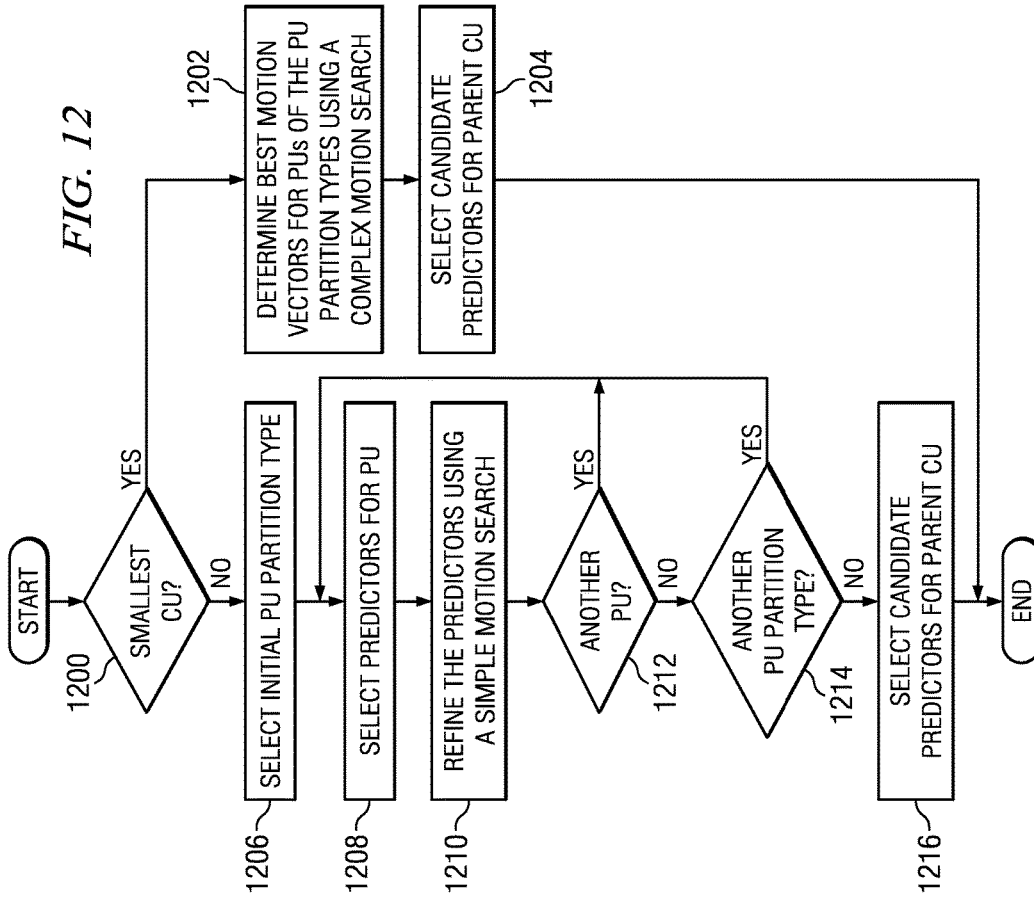 FIG. 12
START
SMALLEST
CU?
1200
YES
NO
DETERMINE BEST MOTION
VECTORS FOR PUs OF THE PU
PARTITION TYPES USING A
COMPLEX MOTION SEARCH
1202
SELECT CANDIDATE
PREDICTORS FOR PARENT CU
1204
SELECT INITIAL PU PARTITION TYPE
1206
SELECT PREDICTORS FOR PU
1208
REFINE THE PREDICTORS USING
A SIMPLE MOTION SEARCH
1210
ANOTHER
PU?
1212
YES
NO
ANOTHER
PU PARTITION
TYPE?
1214
YES
NO
SELECT CANDIDATE
PREDICTORS FOR PARENT CU
1216
END